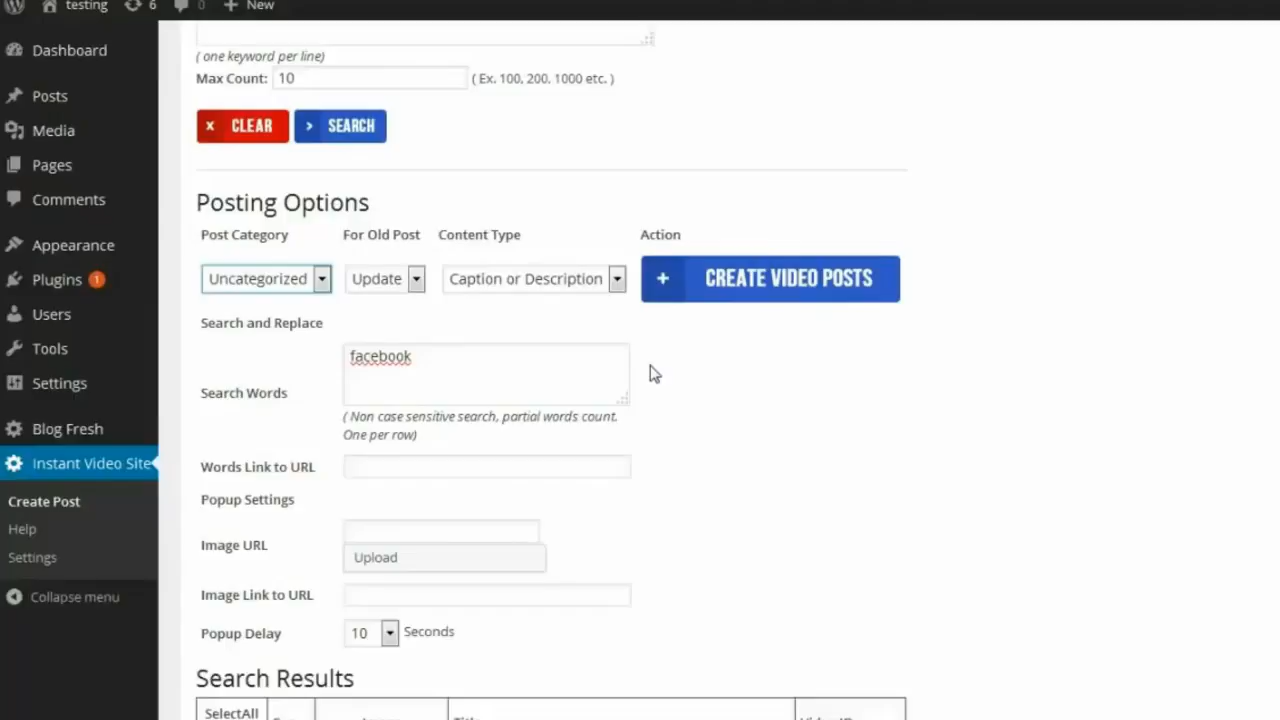 testing 6 0 New
Dashboard
Posts
Media
Pages
Comments
Appearance
Plugins 1
Users
Tools
Settings
Blog Fresh
Instant Video Site
Create Post
Help
Settings
Collapse menu
( one keyword per line)
Max Count: 10 ( Ex. 100, 200. 1000 etc. )
x CLEAR > SEARCH
Posting Options
Post Category For Old Post Content Type Action
Uncategorized Update Caption or Description + CREATE VIDEO POSTS
Search and Replace
facebook
Search Words
( Non case sensitive search, partial words count.
One per row)
Words Link to URL
Popup Settings
Image URL
Upload
Image Link to URL
Popup Delay 10 Seconds
Search Results
SelectAll
Title
Video ID